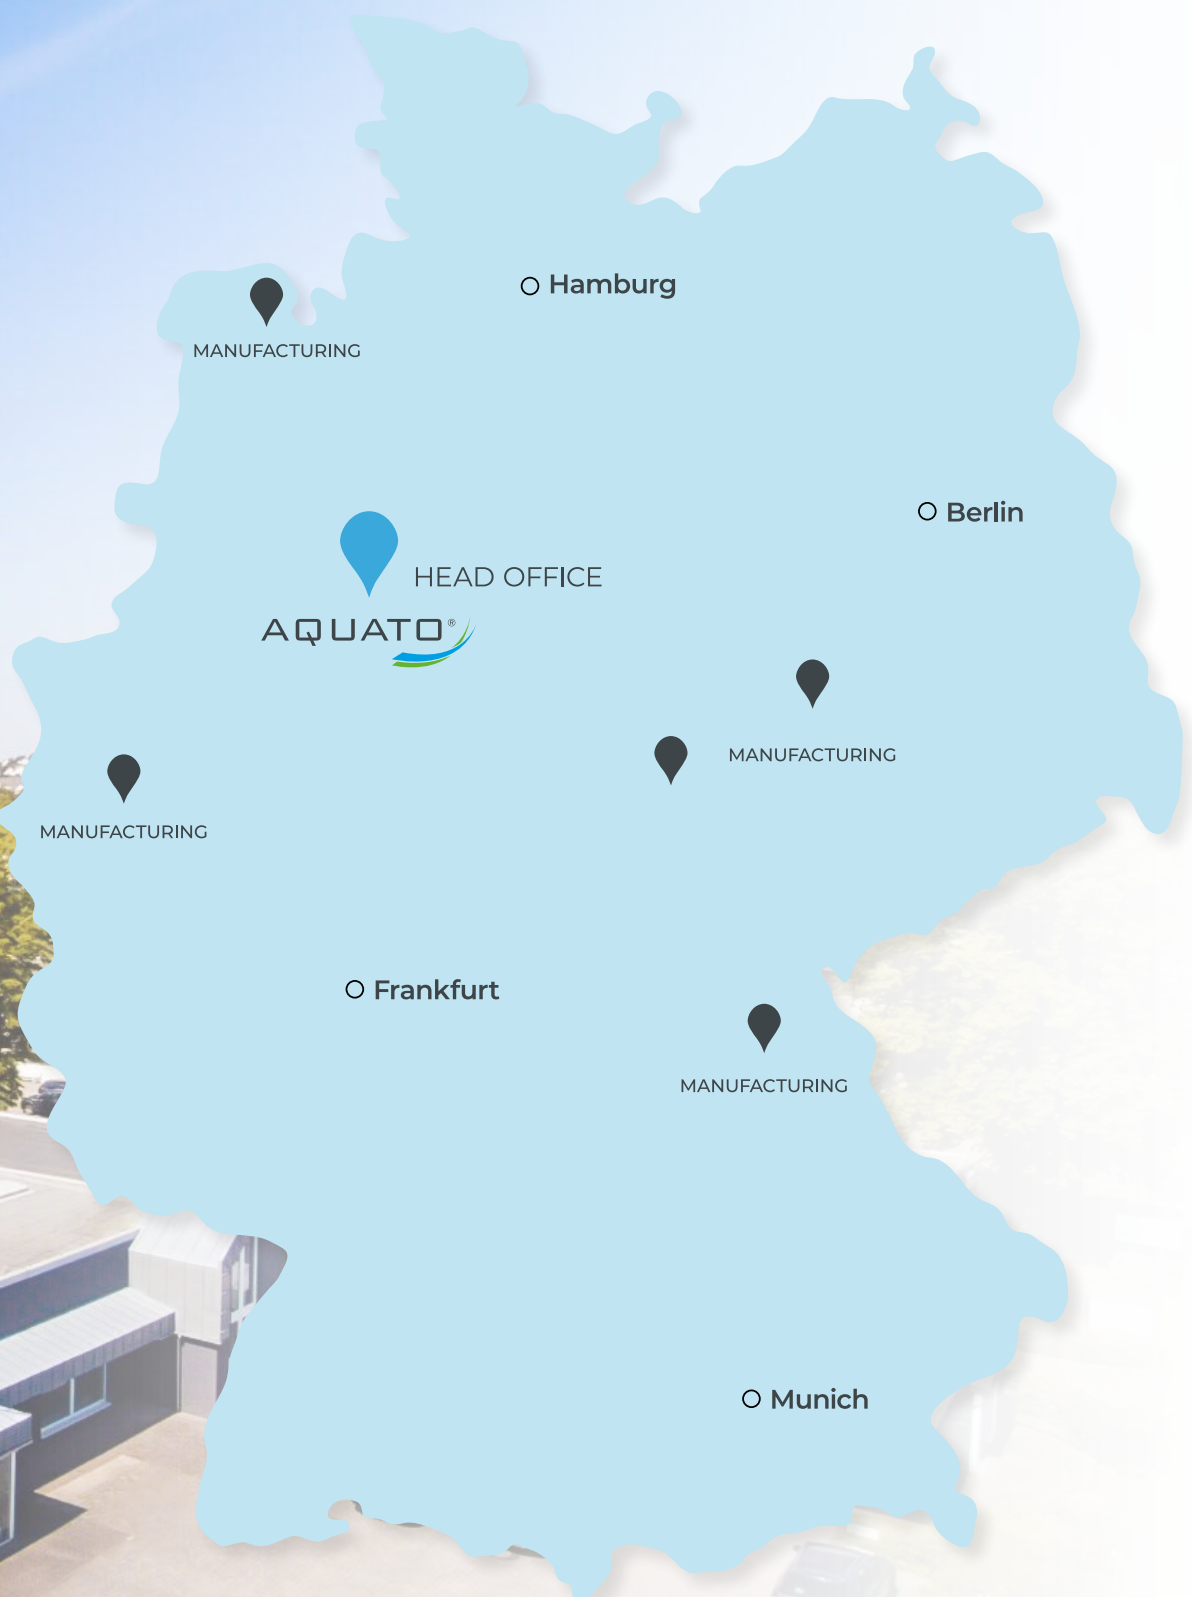 Hamburg
MANUFACTURING
Berlin
HEAD OFFICE
AQUATO®
MANUFACTURING
MANUFACTURING
Frankfurt
MANUFACTURING
Munich